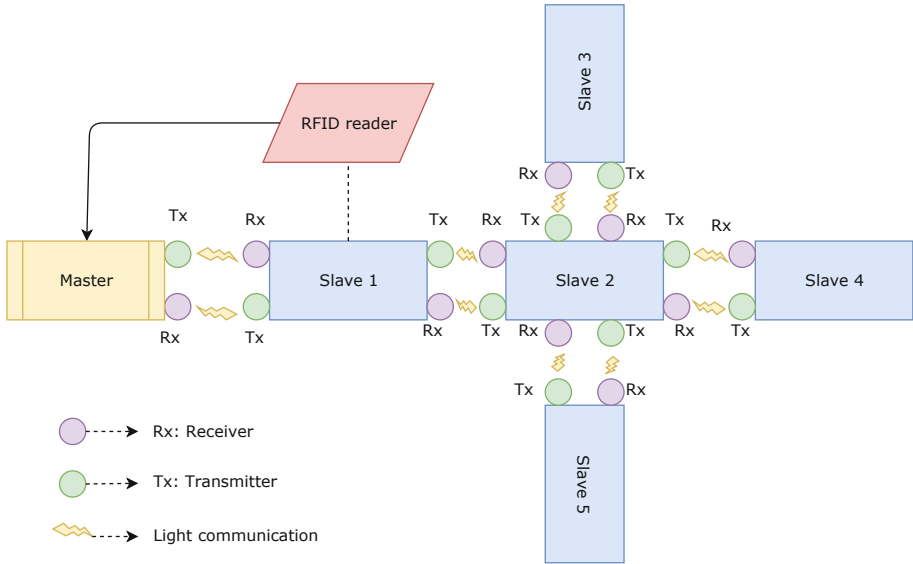 Slave 3
RFID reader
Rx
Tx
Tx
Rx
Tx
Rx
Tx
Rx
Tx
Rx
Master
Slave 1
Slave 2
Slave 4
Rx
Tx
Rx
Tx
Rx
Tx
Rx
Tx
Tx
Rx
Slave 5
Rx: Receiver
Tx: Transmitter
Light communication